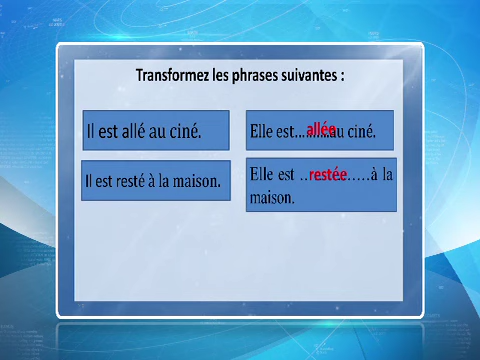 Transformez les phrases suivantes :
Il est allé au ciné.
Elle est...allée...au ciné.
Il est resté à la maison.
Elle est ..restée.....à la
maison.